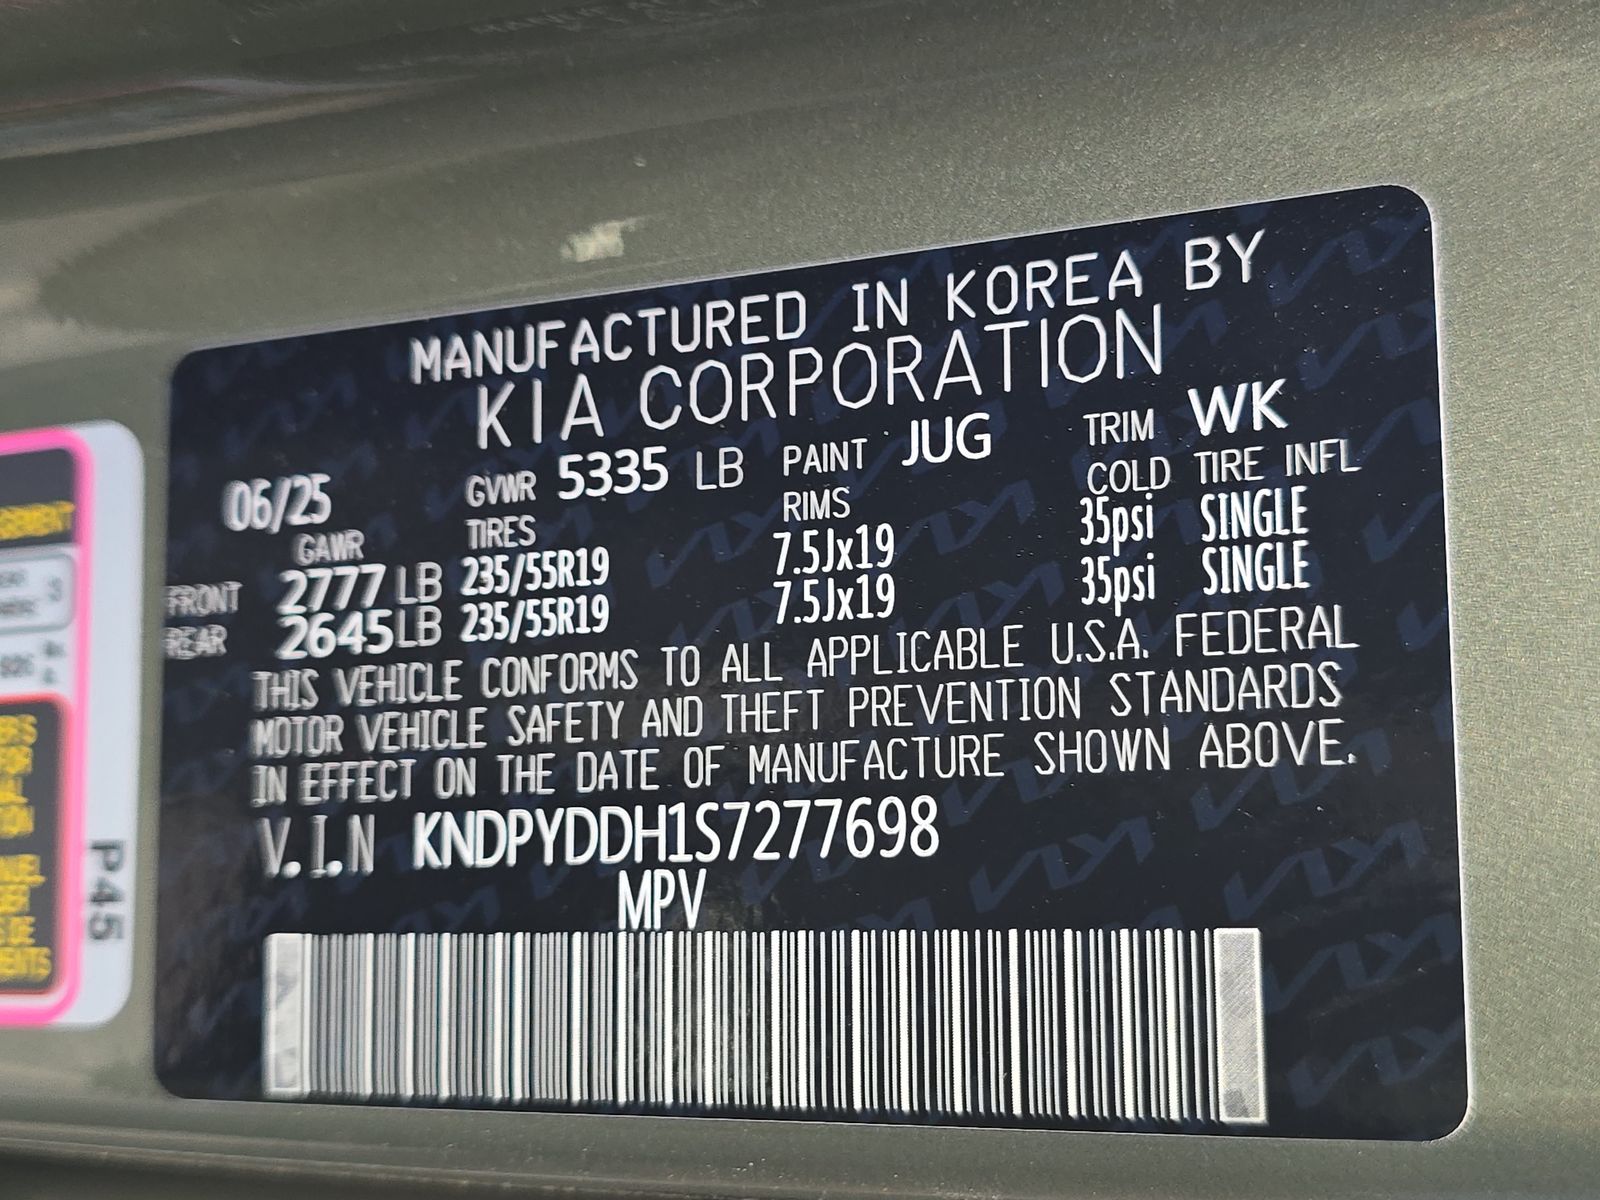 MANUFACTURED IN KOREA BY
KIA CORPORATION
06/25 GVWR 5335 LB PAINT JUG TRIM WK
GAWR TIRES RIMS COLD TIRE INFL
FRONT 2777 LB 235/55R19 7.5Jx19 35psi SINGLE
REAR 2645 LB 235/55R19 7.5Jx19 35psi SINGLE
THIS VEHICLE CONFORMS TO ALL APPLICABLE U.S.A. FEDERAL
MOTOR VEHICLE SAFETY AND THEFT PREVENTION STANDARDS
IN EFFECT ON THE DATE OF MANUFACTURE SHOWN ABOVE.
V.I.N KNDPYDDH1S7277698
MPV
P45